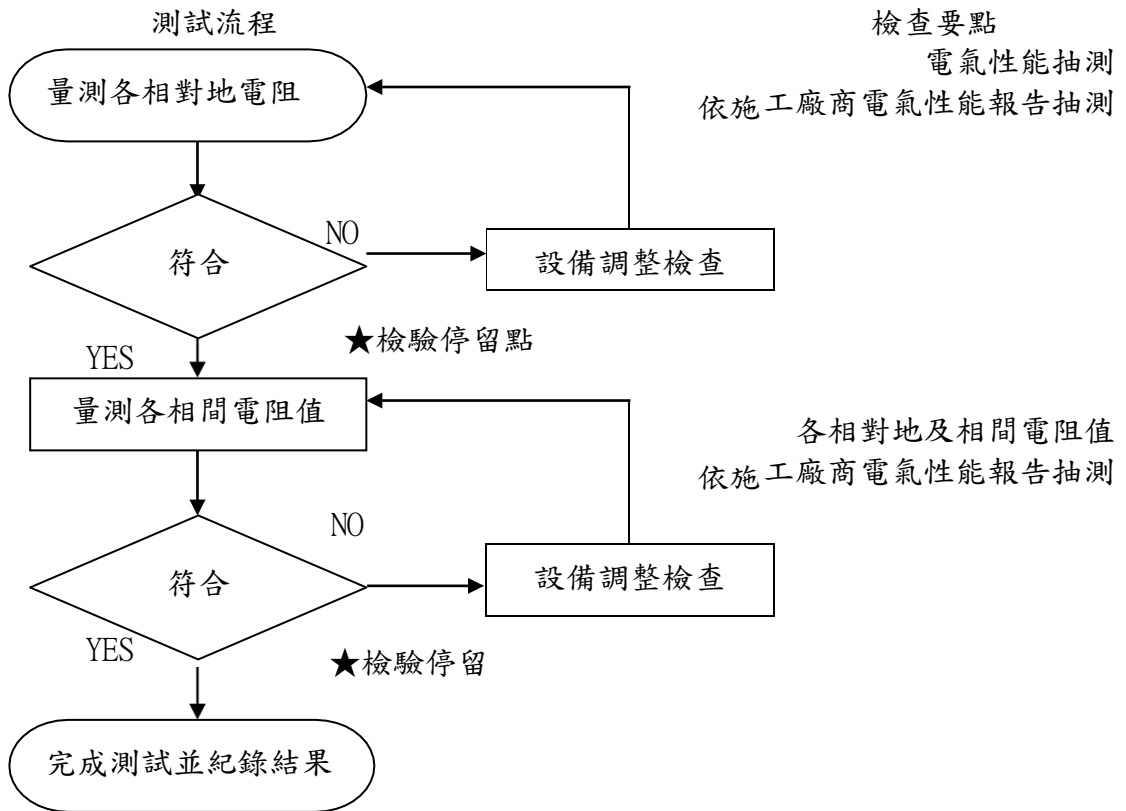 測試流程
檢查要點
量測各相對地電阻
電氣性能抽測
依施工廠商電氣性能報告抽測
符合
NO
設備調整檢查
★檢驗停留點
YES
量測各相間電阻值
各相對地及相間電阻值
依施工廠商電氣性能報告抽測
NO
符合
設備調整檢查
YES
★檢驗停留
完成測試並紀錄結果